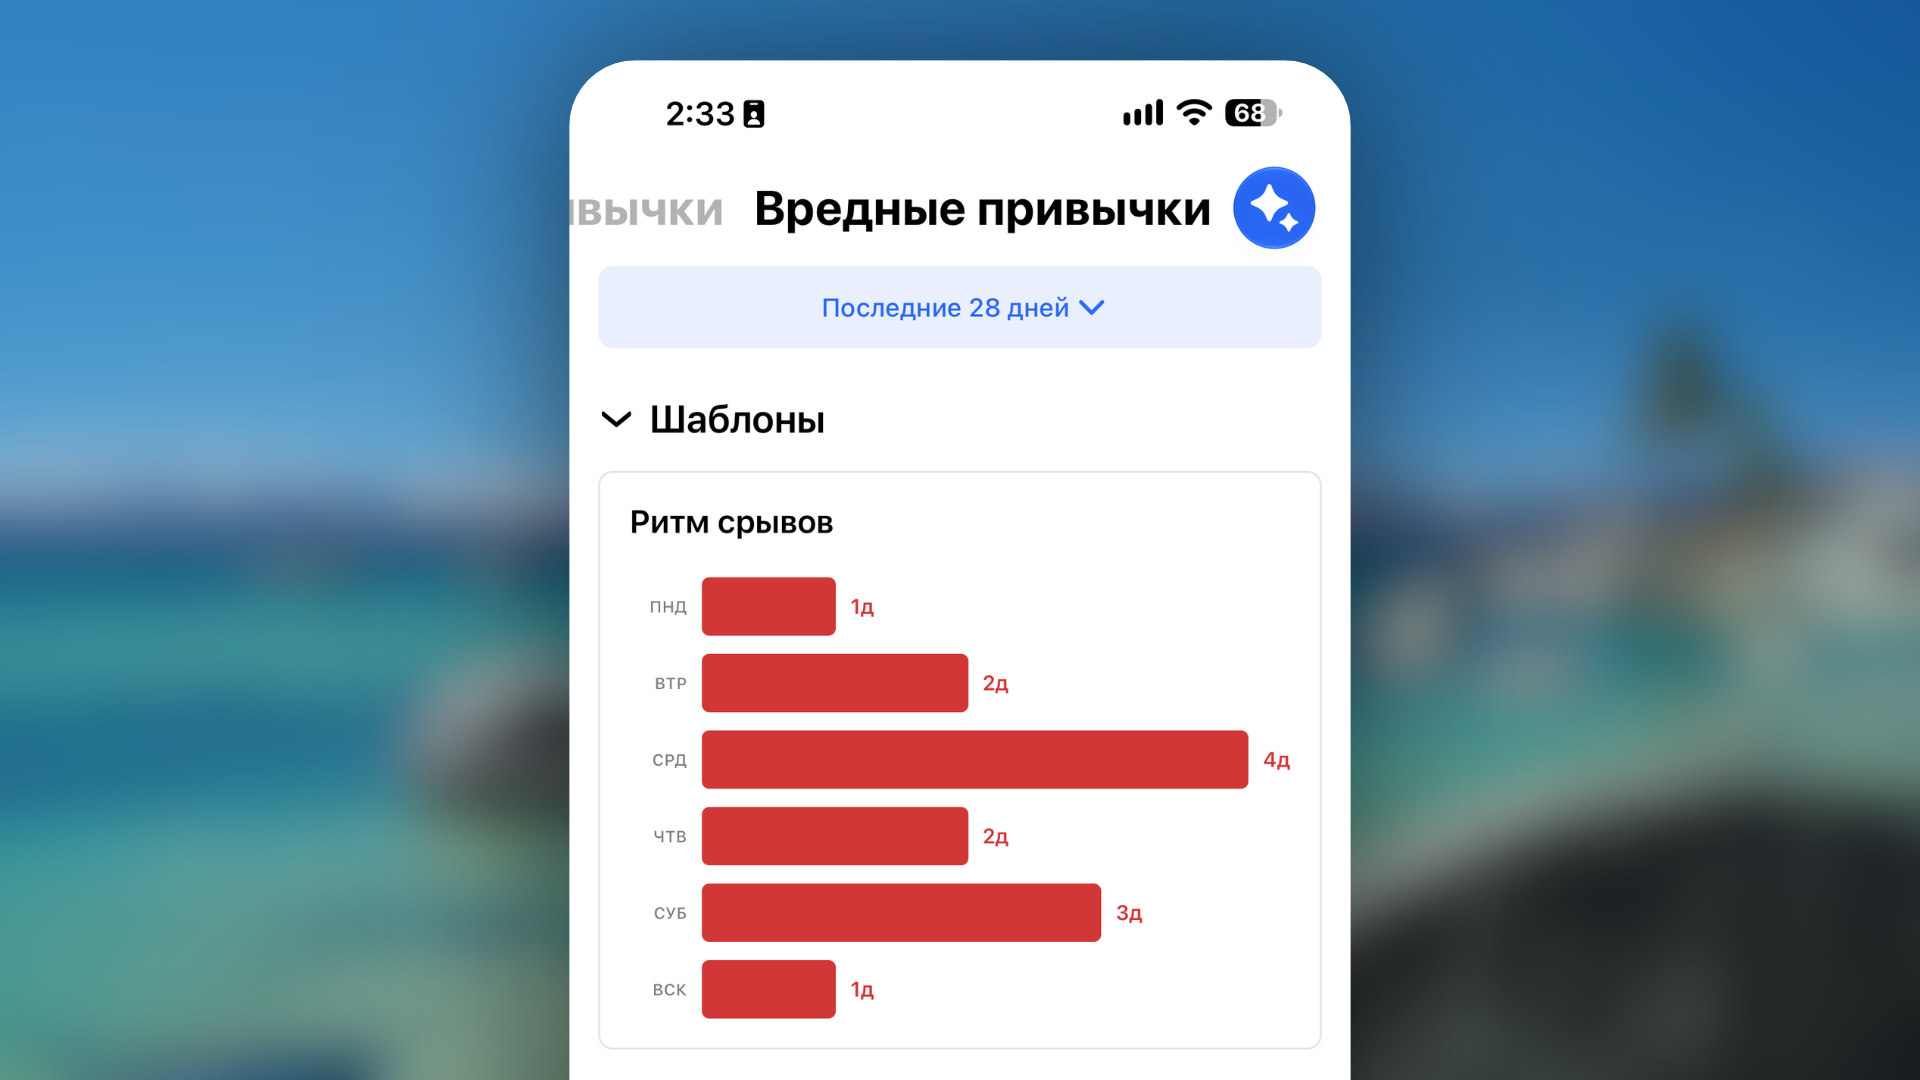 2:33
68
ивычки Вредные привычки
Последние 28 дней
Шаблоны
Ритм срывов
ПНД 1д
ВТР 2д
СРД 4д
ЧТВ 2д
СУБ 3д
ВСК 1д